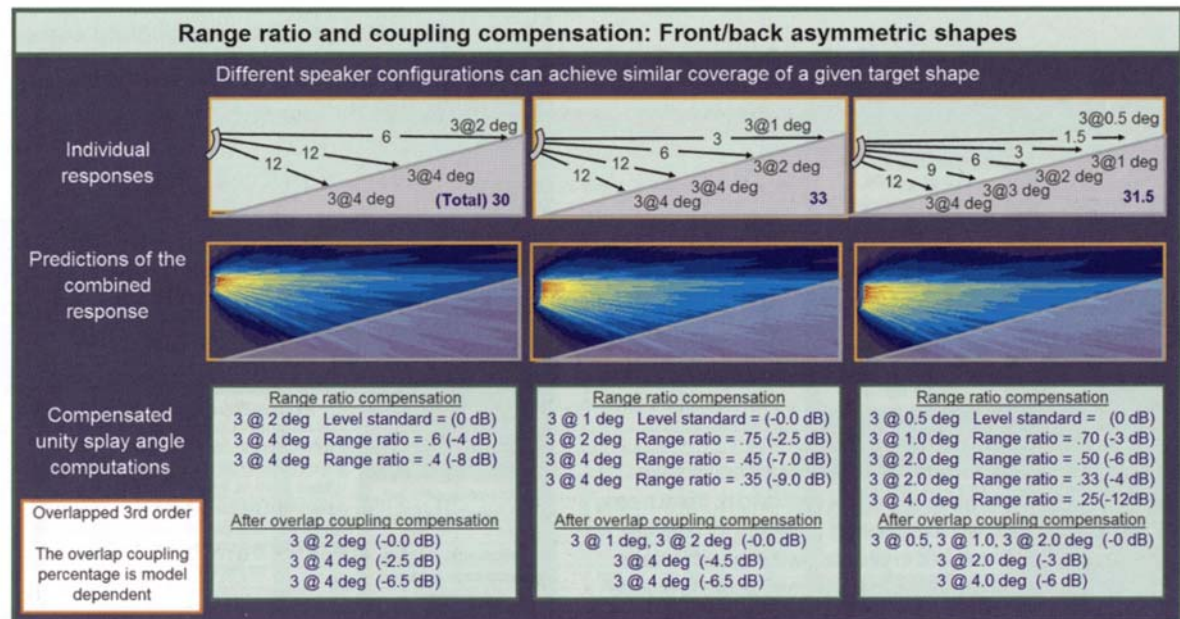 Range ratio and coupling compensation: Front/back asymmetric shapes
Different speaker configurations can achieve similar coverage of a given target shape
Individual
responses
3@2 deg
6
12
12
3@4 deg
3@4 deg
(Total) 30
3@1 deg
3
6
12
12
3@2 deg
3@4 deg
3@4 deg
33
3@0.5 deg
1.5
3
6
9
12
3@1 deg
3@2 deg
3@3 deg
3@4 deg
31.5
Predictions of the
combined
response
Compensated
unity splay angle
computations
Overlapped 3rd order
The overlap coupling
percentage is model
dependent
Range ratio compensation
3 @ 2 deg Level standard = (0 dB)
3 @ 4 deg Range ratio = .6 (-4 dB)
3 @ 4 deg Range ratio = .4 (-8 dB)
After overlap coupling compensation
3 @ 2 deg (-0.0 dB)
3 @ 4 deg (-2.5 dB)
3 @ 4 deg (-6.5 dB)
Range ratio compensation
3 @ 1 deg Level standard = (-0.0 dB)
3 @ 2 deg Range ratio = .75 (-2.5 dB)
3 @ 4 deg Range ratio = .45 (-7.0 dB)
3 @ 4 deg Range ratio = .35 (-9.0 dB)
After overlap coupling compensation
3 @ 1 deg, 3 @ 2 deg (-0.0 dB)
3 @ 4 deg (-4.5 dB)
3 @ 4 deg (-6.5 dB)
Range ratio compensation
3 @ 0.5 deg Level standard = (0 dB)
3 @ 1.0 deg Range ratio = .70 (-3 dB)
3 @ 2.0 deg Range ratio = .50 (-6 dB)
3 @ 2.0 deg Range ratio = .33 (-4 dB)
3 @ 4.0 deg Range ratio = .25(-12dB)
After overlap coupling compensation
3 @ 0.5, 3 @ 1.0, 3 @ 2.0 deg (-0 dB)
3 @ 2.0 deg (-3 dB)
3 @ 4.0 deg (-6 dB)